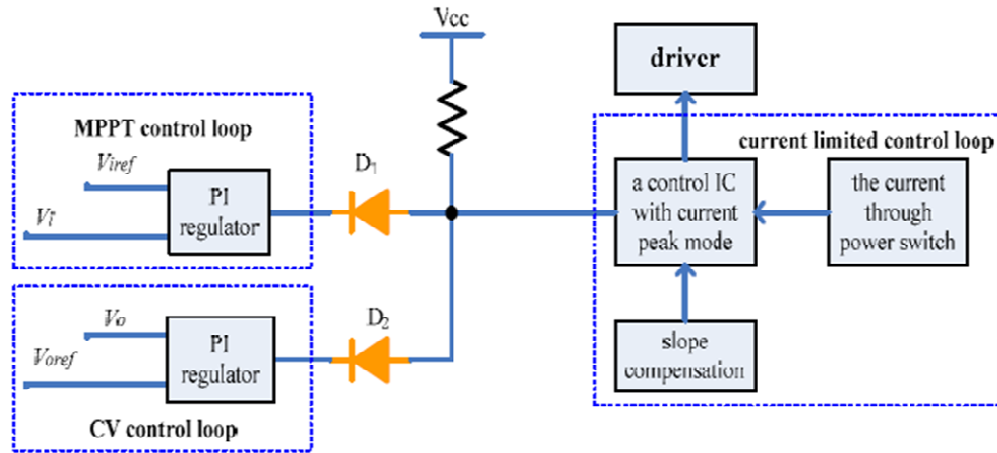 Vcc
driver
MPPT control loop
Viref
Vi
PI
regulator
D1
current limited control loop
a control IC
with current
peak mode
the current
through
power switch
Vo
Voref
PI
regulator
D2
slope
compensation
CV control loop